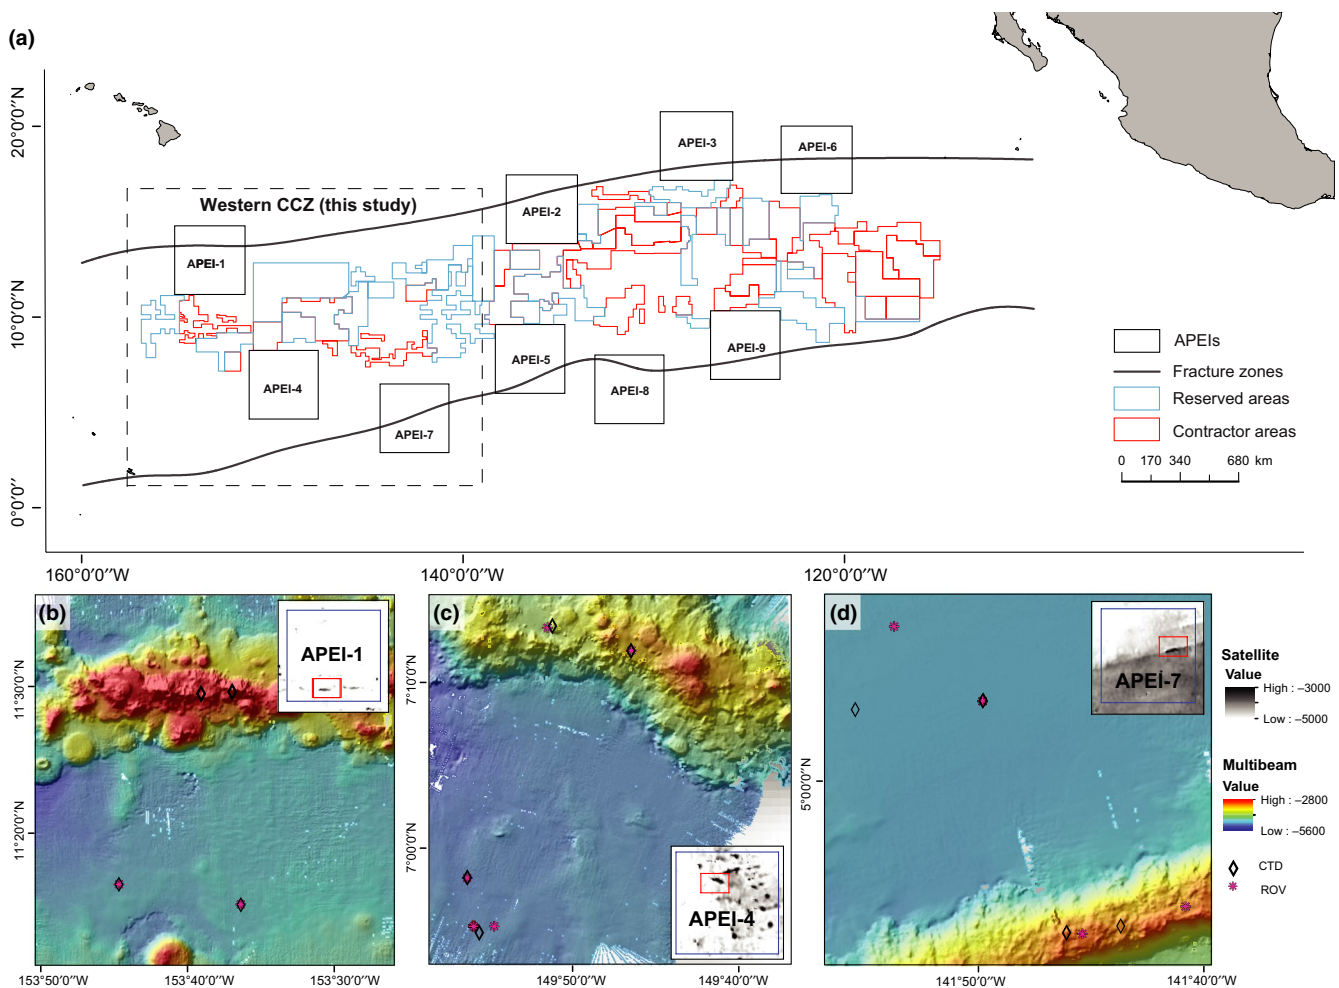 (a)
20°0'0"N
10°0'0"N
0°0'0"
160°0'0"W
140°0'0"W
120°0'0"W
Western CCZ (this study)
APEI-1
APEI-2
APEI-3
APEI-6
APEI-4
APEI-7
APEI-5
APEI-8
APEI-9
APEIs
Fracture zones
Reserved areas
Contractor areas
0 170 340 680 km
(b)
APEI-1
11°30'0"N
11°20'0"N
153°50'0"W
153°40'0"W
153°30'0"W
(c)
APEI-4
7°10'0"N
7°00'0"N
149°50'0"W
149°40'0"W
(d)
APEI-7
5°00'0"N
141°50'0"W
141°40'0"W
Satellite
Value
High : –3000
Low : –5000
Multibeam
Value
High : –2800
Low : –5600
CTD
ROV